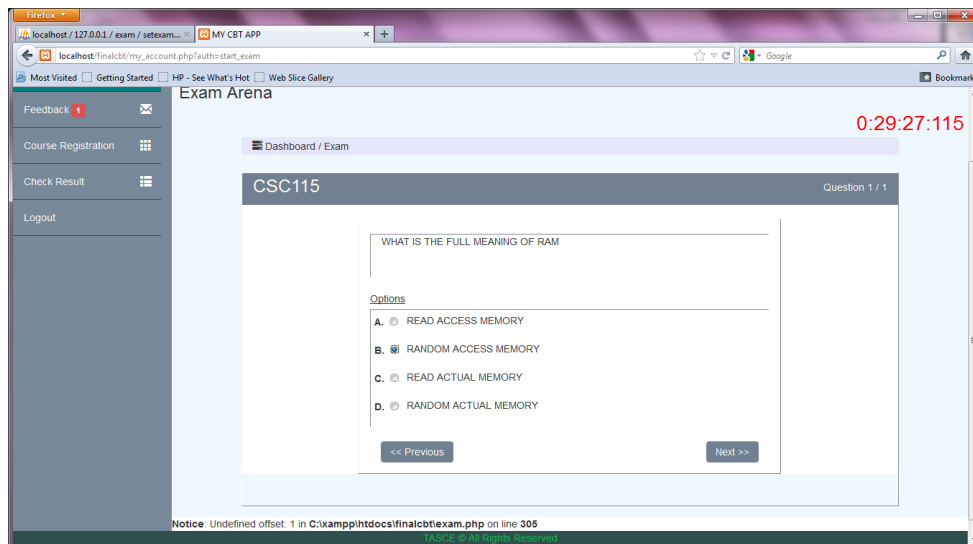 Firefox
localhost / 127.0.0.1 / exam / setexam... × MY CBT APP × +
localhost/finalcbt/my_account.php?auth=start_exam Google
Most Visited Getting Started HP - See What's Hot Web Slice Gallery Bookmark
Exam Arena
Feedback 1
0:29:27:115
Course Registration
Dashboard / Exam
Check Result
CSC115 Question 1 / 1
Logout
WHAT IS THE FULL MEANING OF RAM
Options
A. READ ACCESS MEMORY
B. RANDOM ACCESS MEMORY
C. READ ACTUAL MEMORY
D. RANDOM ACTUAL MEMORY
<< Previous Next >>
Notice: Undefined offset: 1 in C:\xampp\htdocs\finalcbt\exam.php on line 305
TASCE © All Rights Reserved